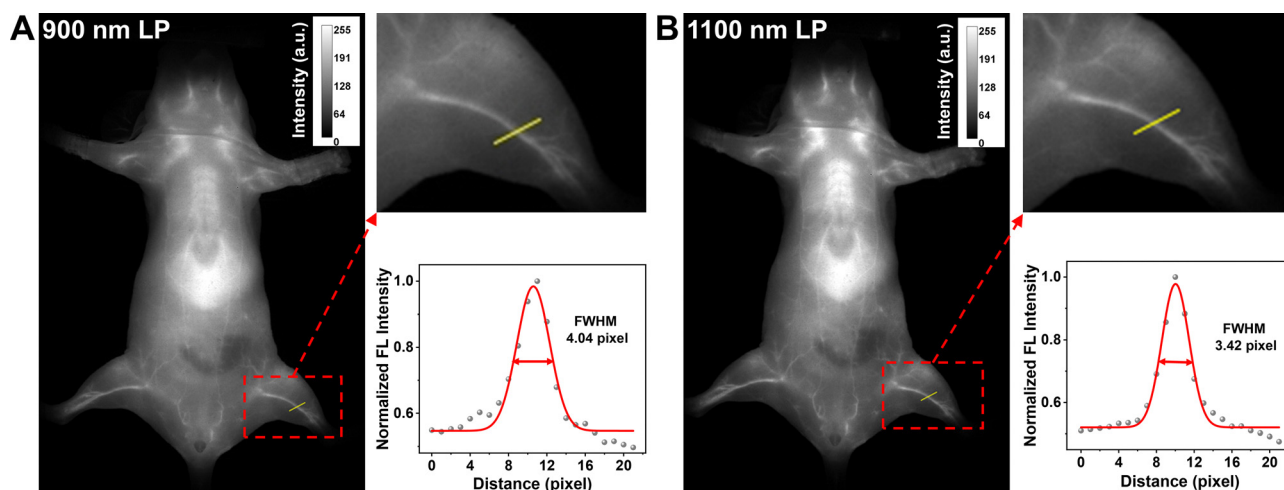 A
900 nm LP
Intensity (a.u.)
255
191
128
64
0
Normalized FL Intensity
1.0
0.8
0.6
FWHM
4.04 pixel
0 4 8 12 16 20
Distance (pixel)
B
1100 nm LP
Intensity (a.u.)
255
191
128
64
0
Normalized FL Intensity
1.0
0.8
0.6
FWHM
3.42 pixel
0 4 8 12 16 20
Distance (pixel)